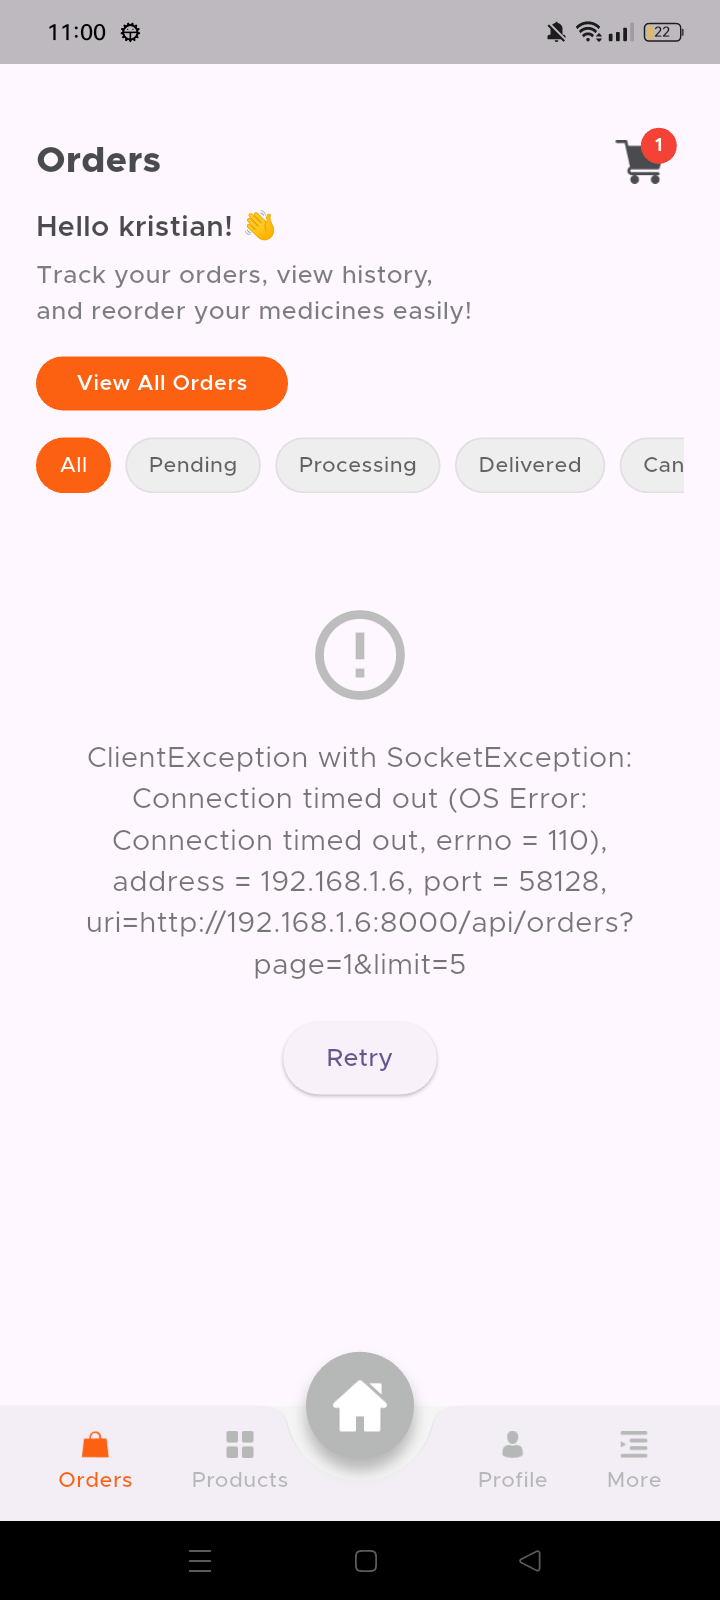 11:00
22
Orders
1
Hello kristian! 👋
Track your orders, view history,
and reorder your medicines easily!
View All Orders
All Pending Processing Delivered Can
ClientException with SocketException:
Connection timed out (OS Error:
Connection timed out, errno = 110),
address = 192.168.1.6, port = 58128,
uri=http://192.168.1.6:8000/api/orders?
page=1&limit=5
Retry
Orders Products Profile More